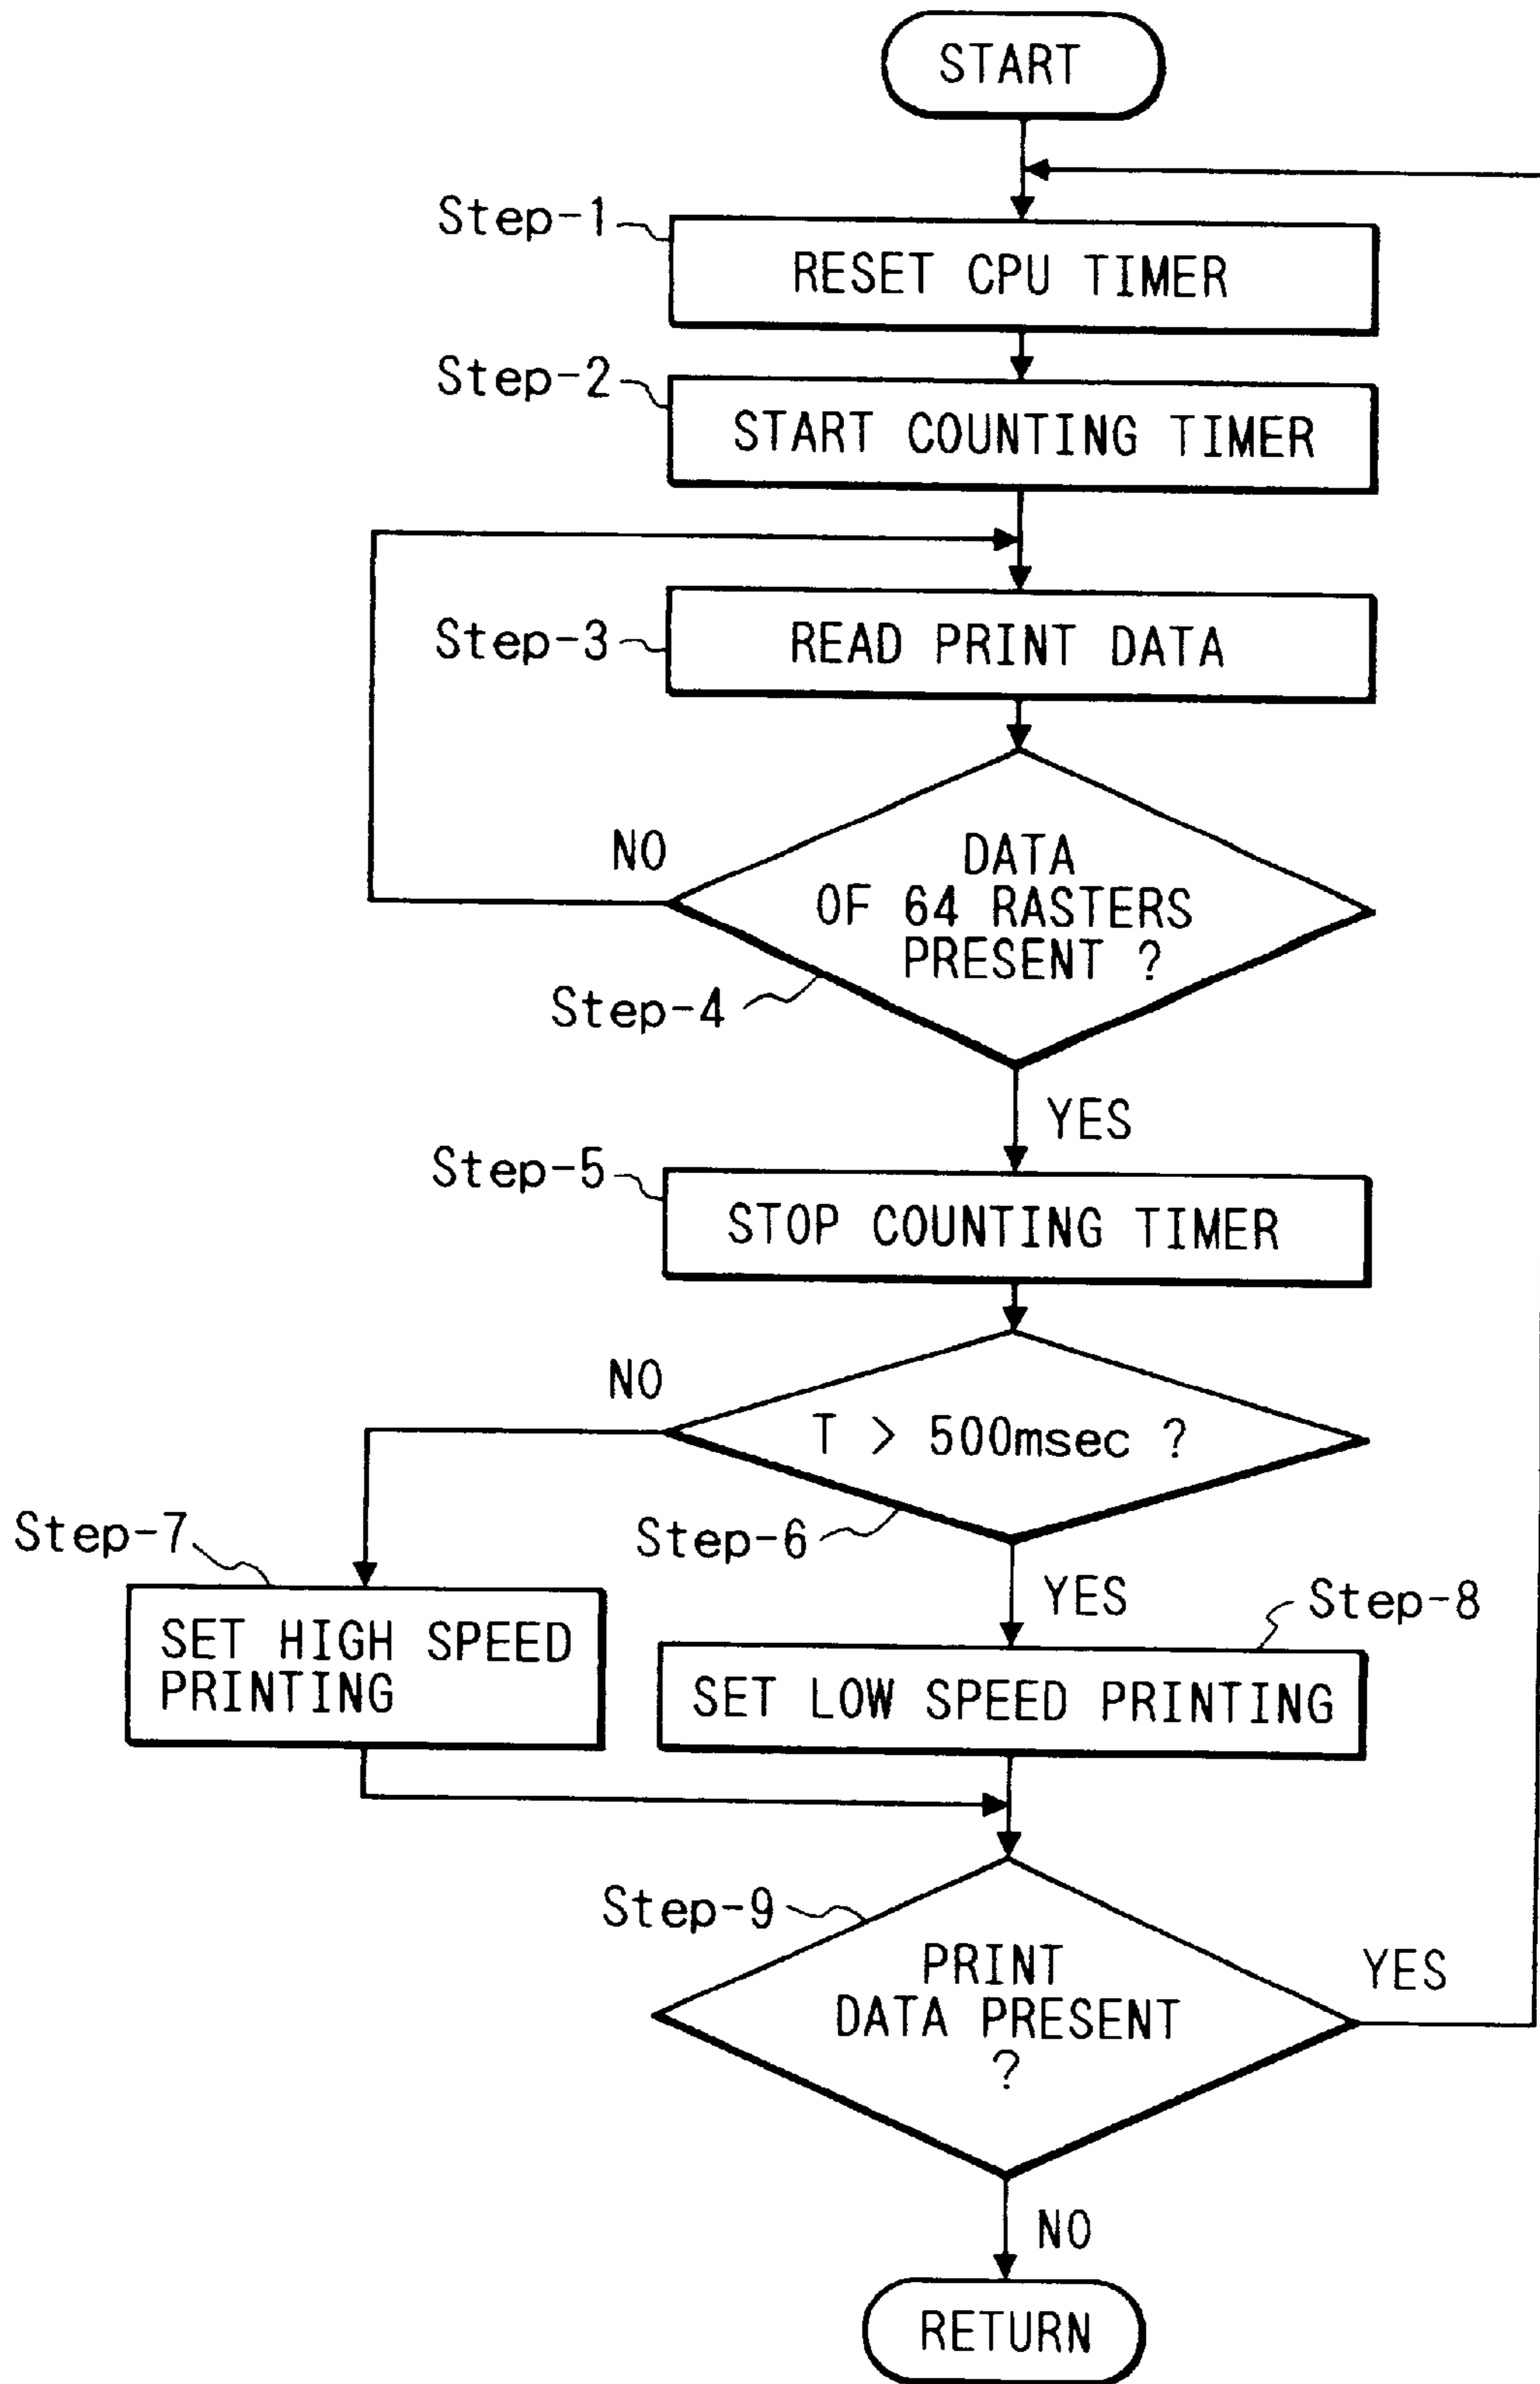 START
Step-1
RESET CPU TIMER
Step-2
START COUNTING TIMER
Step-3
READ PRINT DATA
NO
DATA
OF 64 RASTERS
PRESENT ?
Step-4
YES
Step-5
STOP COUNTING TIMER
NO
T > 500msec ?
Step-7
Step-6
YES
Step-8
SET HIGH SPEED
PRINTING
SET LOW SPEED PRINTING
Step-9
PRINT
DATA PRESENT
?
YES
NO
RETURN